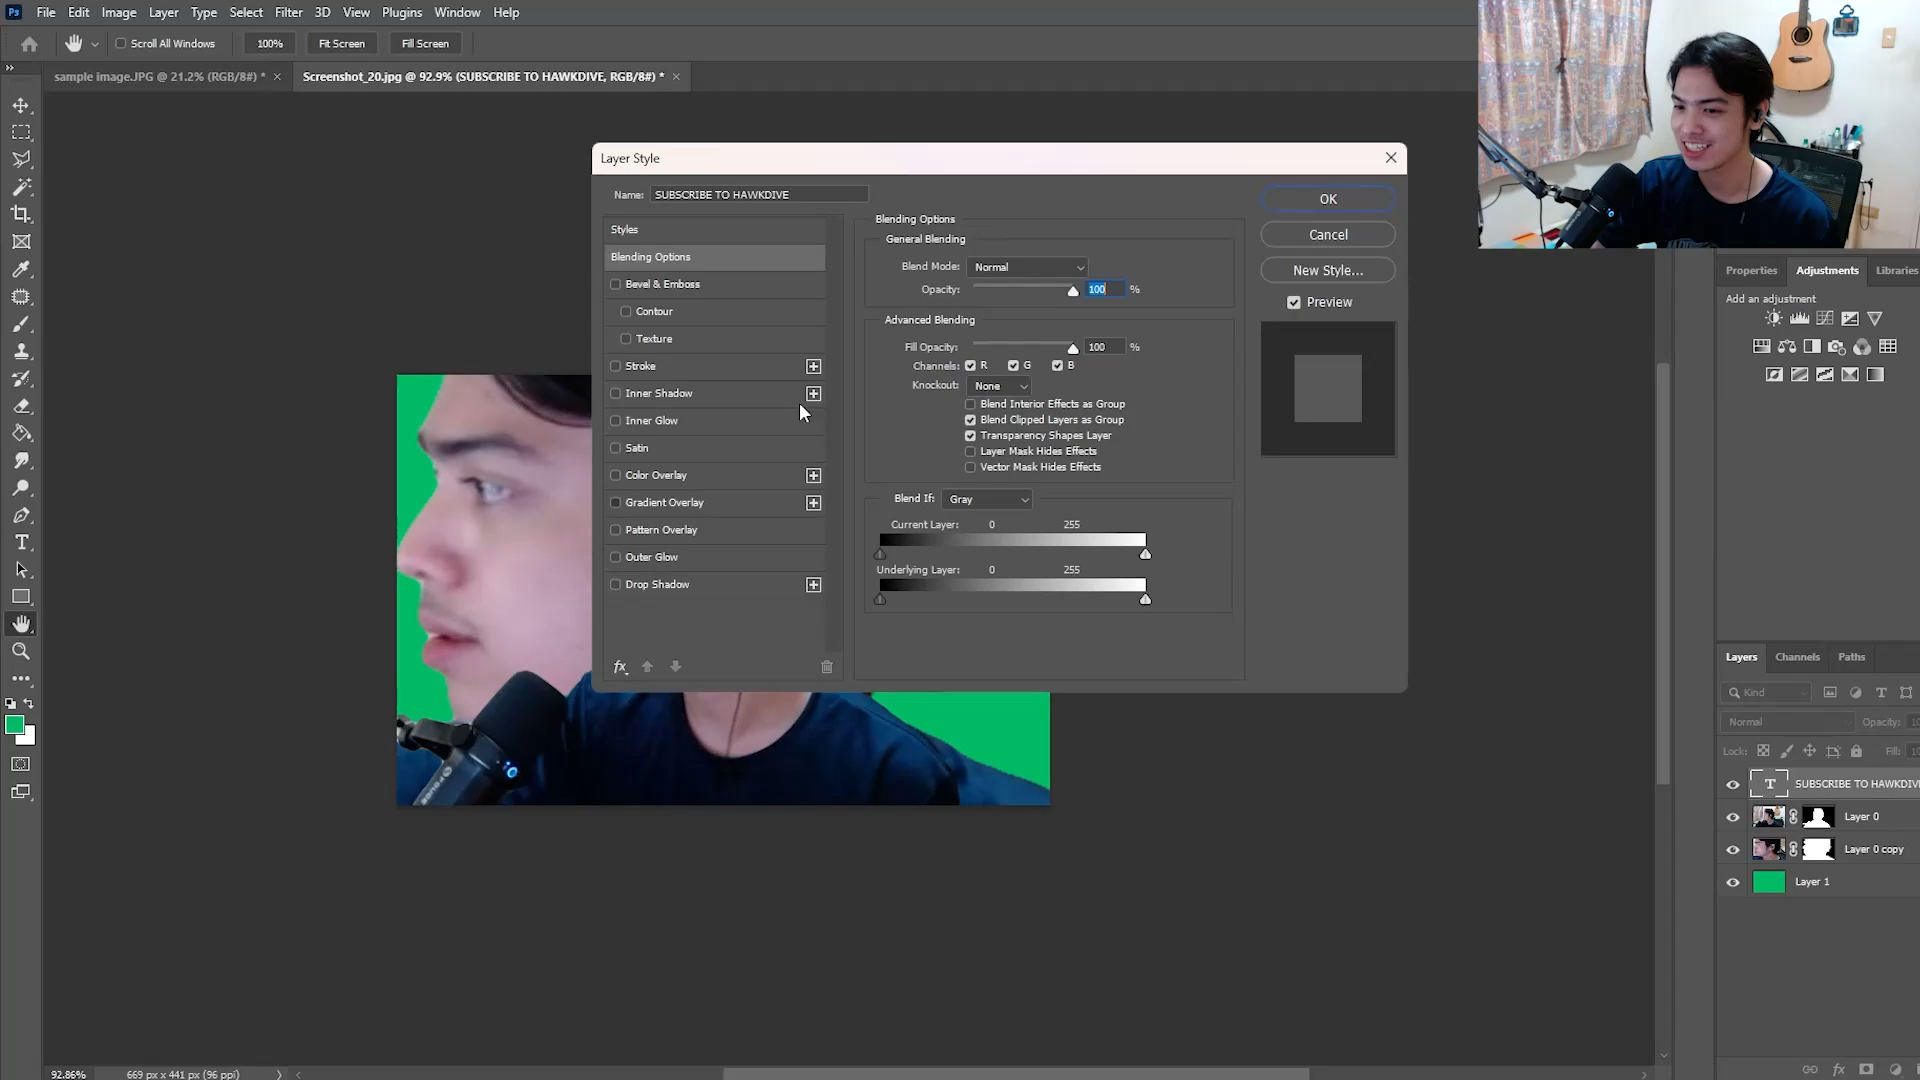 Ps File Edit Image Layer Type Select Filter 3D View Plugins Window Help
Scroll All Windows 100% Fit Screen Fill Screen
sample image.JPG @ 21.2% (RGB/8#) * Screenshot_20.jpg @ 92.9% (SUBSCRIBE TO HAWKDIVE, RGB/8#) *
Layer Style
Name: SUBSCRIBE TO HAWKDIVE
Styles
Blending Options
Bevel & Emboss
Contour
Texture
Stroke
Inner Shadow
Inner Glow
Satin
Color Overlay
Gradient Overlay
Pattern Overlay
Outer Glow
Drop Shadow
fx
Blending Options
General Blending
Blend Mode: Normal
Opacity: 100 %
Advanced Blending
Fill Opacity: 100 %
Channels: R G B
Knockout: None
Blend Interior Effects as Group
Blend Clipped Layers as Group
Transparency Shapes Layer
Layer Mask Hides Effects
Vector Mask Hides Effects
Blend If: Gray
Current Layer: 0 255
Underlying Layer: 0 255
OK
Cancel
New Style...
Preview
Properties Adjustments Libraries
Add an adjustment
Layers Channels Paths
Kind
Normal Opacity: 10
Lock: Fill: 10
SUBSCRIBE TO HAWKDIVE
Layer 0
Layer 0 copy
Layer 1
fx
92.86% 669 px x 441 px (96 ppi)